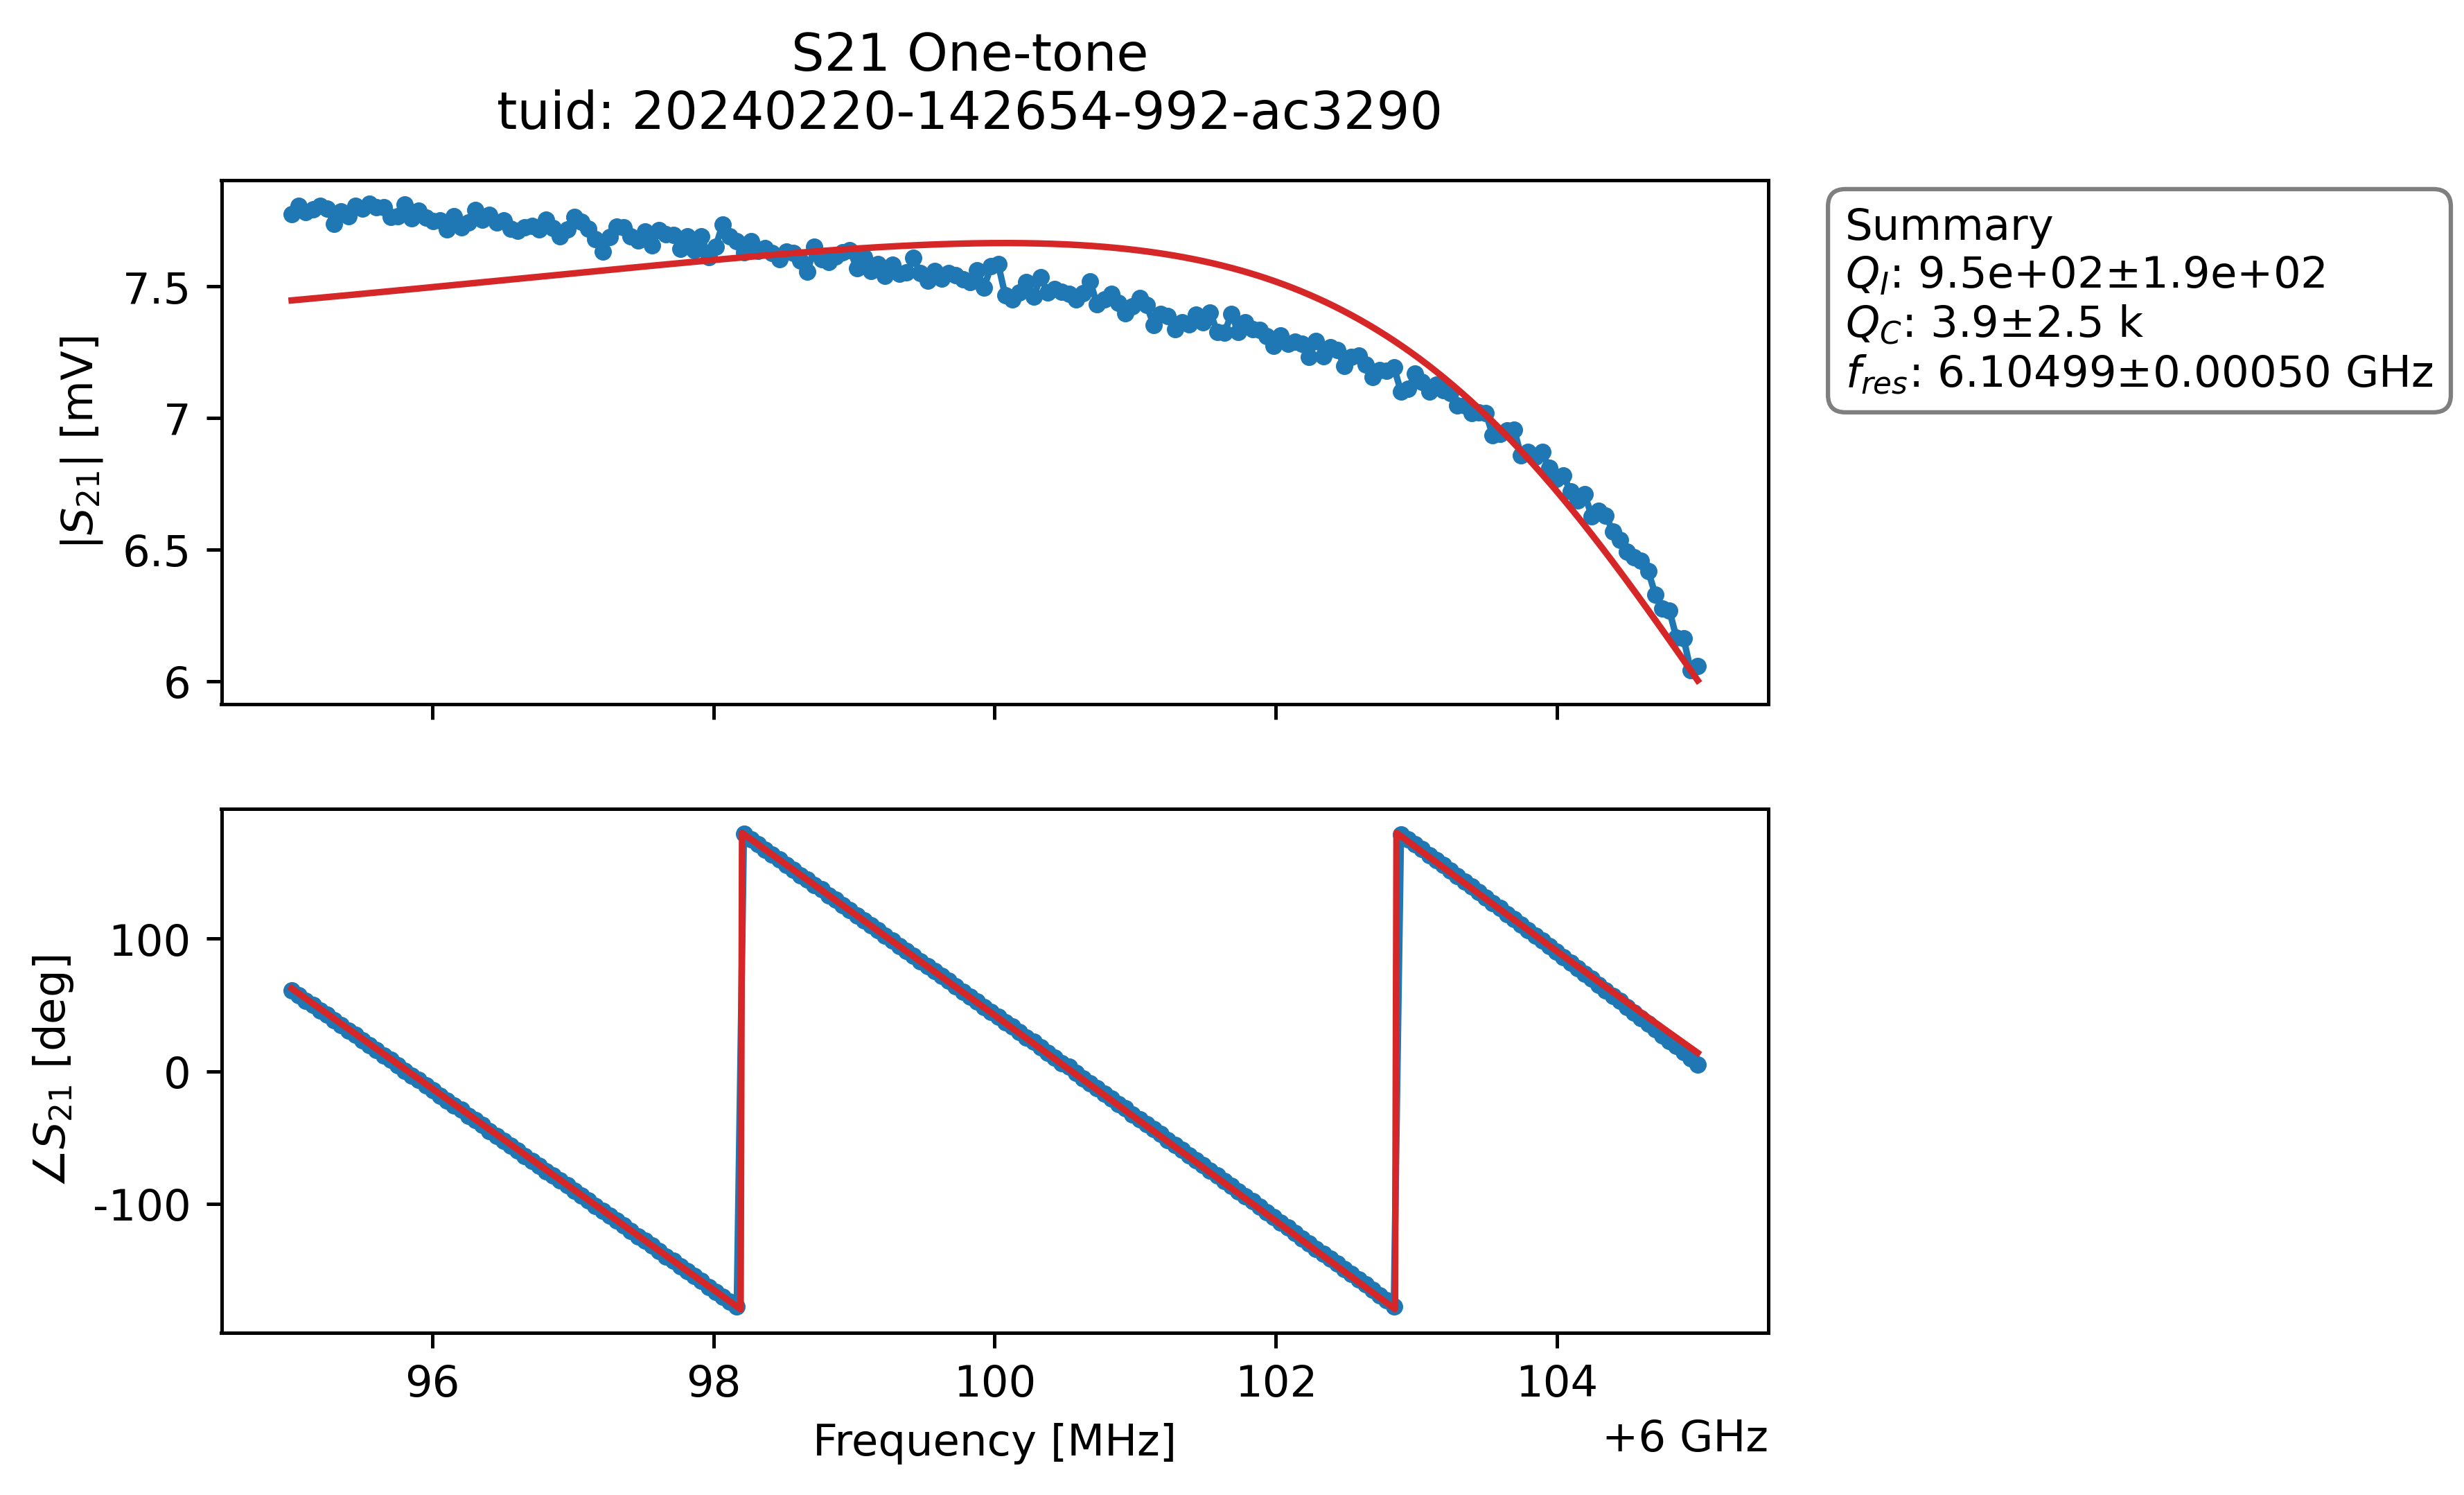 S21 One-tone
tuid: 20240220-142654-992-ac3290
|S21| [mV]
7.5
7
6.5
6
Summary
QI: 9.5e+02±1.9e+02
QC: 3.9±2.5 k
fres: 6.10499±0.00050 GHz
∠S21 [deg]
100
0
-100
96 98 100 102 104
Frequency [MHz]
+6 GHz